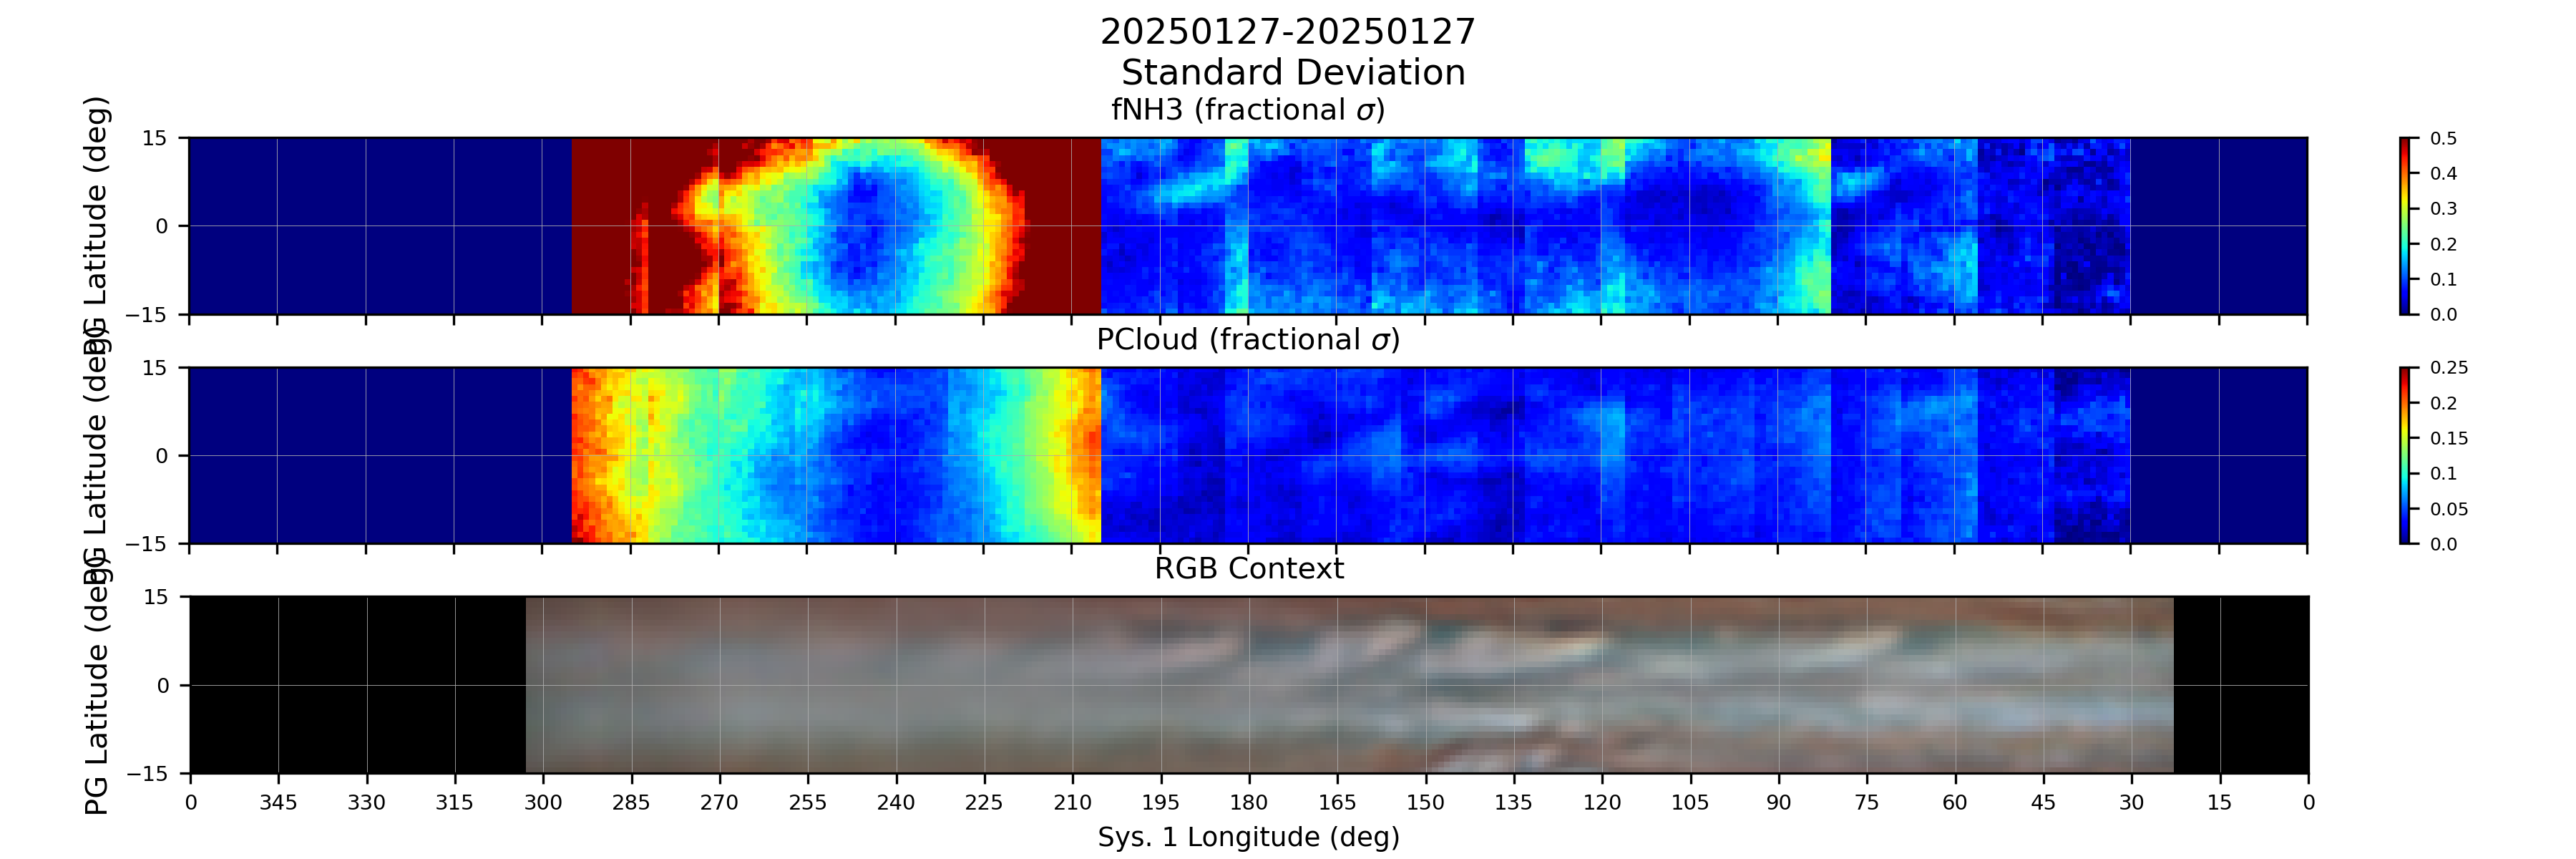 20250127-20250127
Standard Deviation
fNH3 (fractional σ)
PG Latitude (deg)
15
0
−15
0.5
0.4
0.3
0.2
0.1
0.0
PCloud (fractional σ)
PG Latitude (deg)
15
0
−15
0.25
0.2
0.15
0.1
0.05
0.0
RGB Context
PG Latitude (deg)
15
0
−15
0 345 330 315 300 285 270 255 240 225 210 195 180 165 150 135 120 105 90 75 60 45 30 15 0
Sys. 1 Longitude (deg)